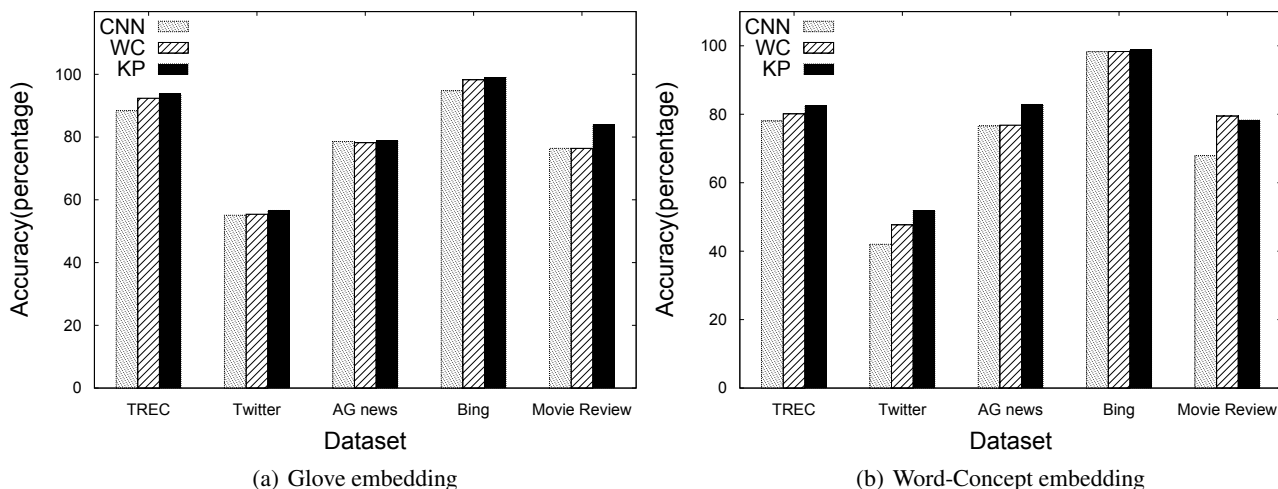 CNN
WC
KP
100
80
60
40
20
0
Accuracy(percentage)
TREC Twitter AG news Bing Movie Review
Dataset
(a) Glove embedding
CNN
WC
KP
100
80
60
40
20
0
Accuracy(percentage)
TREC Twitter AG news Bing Movie Review
Dataset
(b) Word-Concept embedding